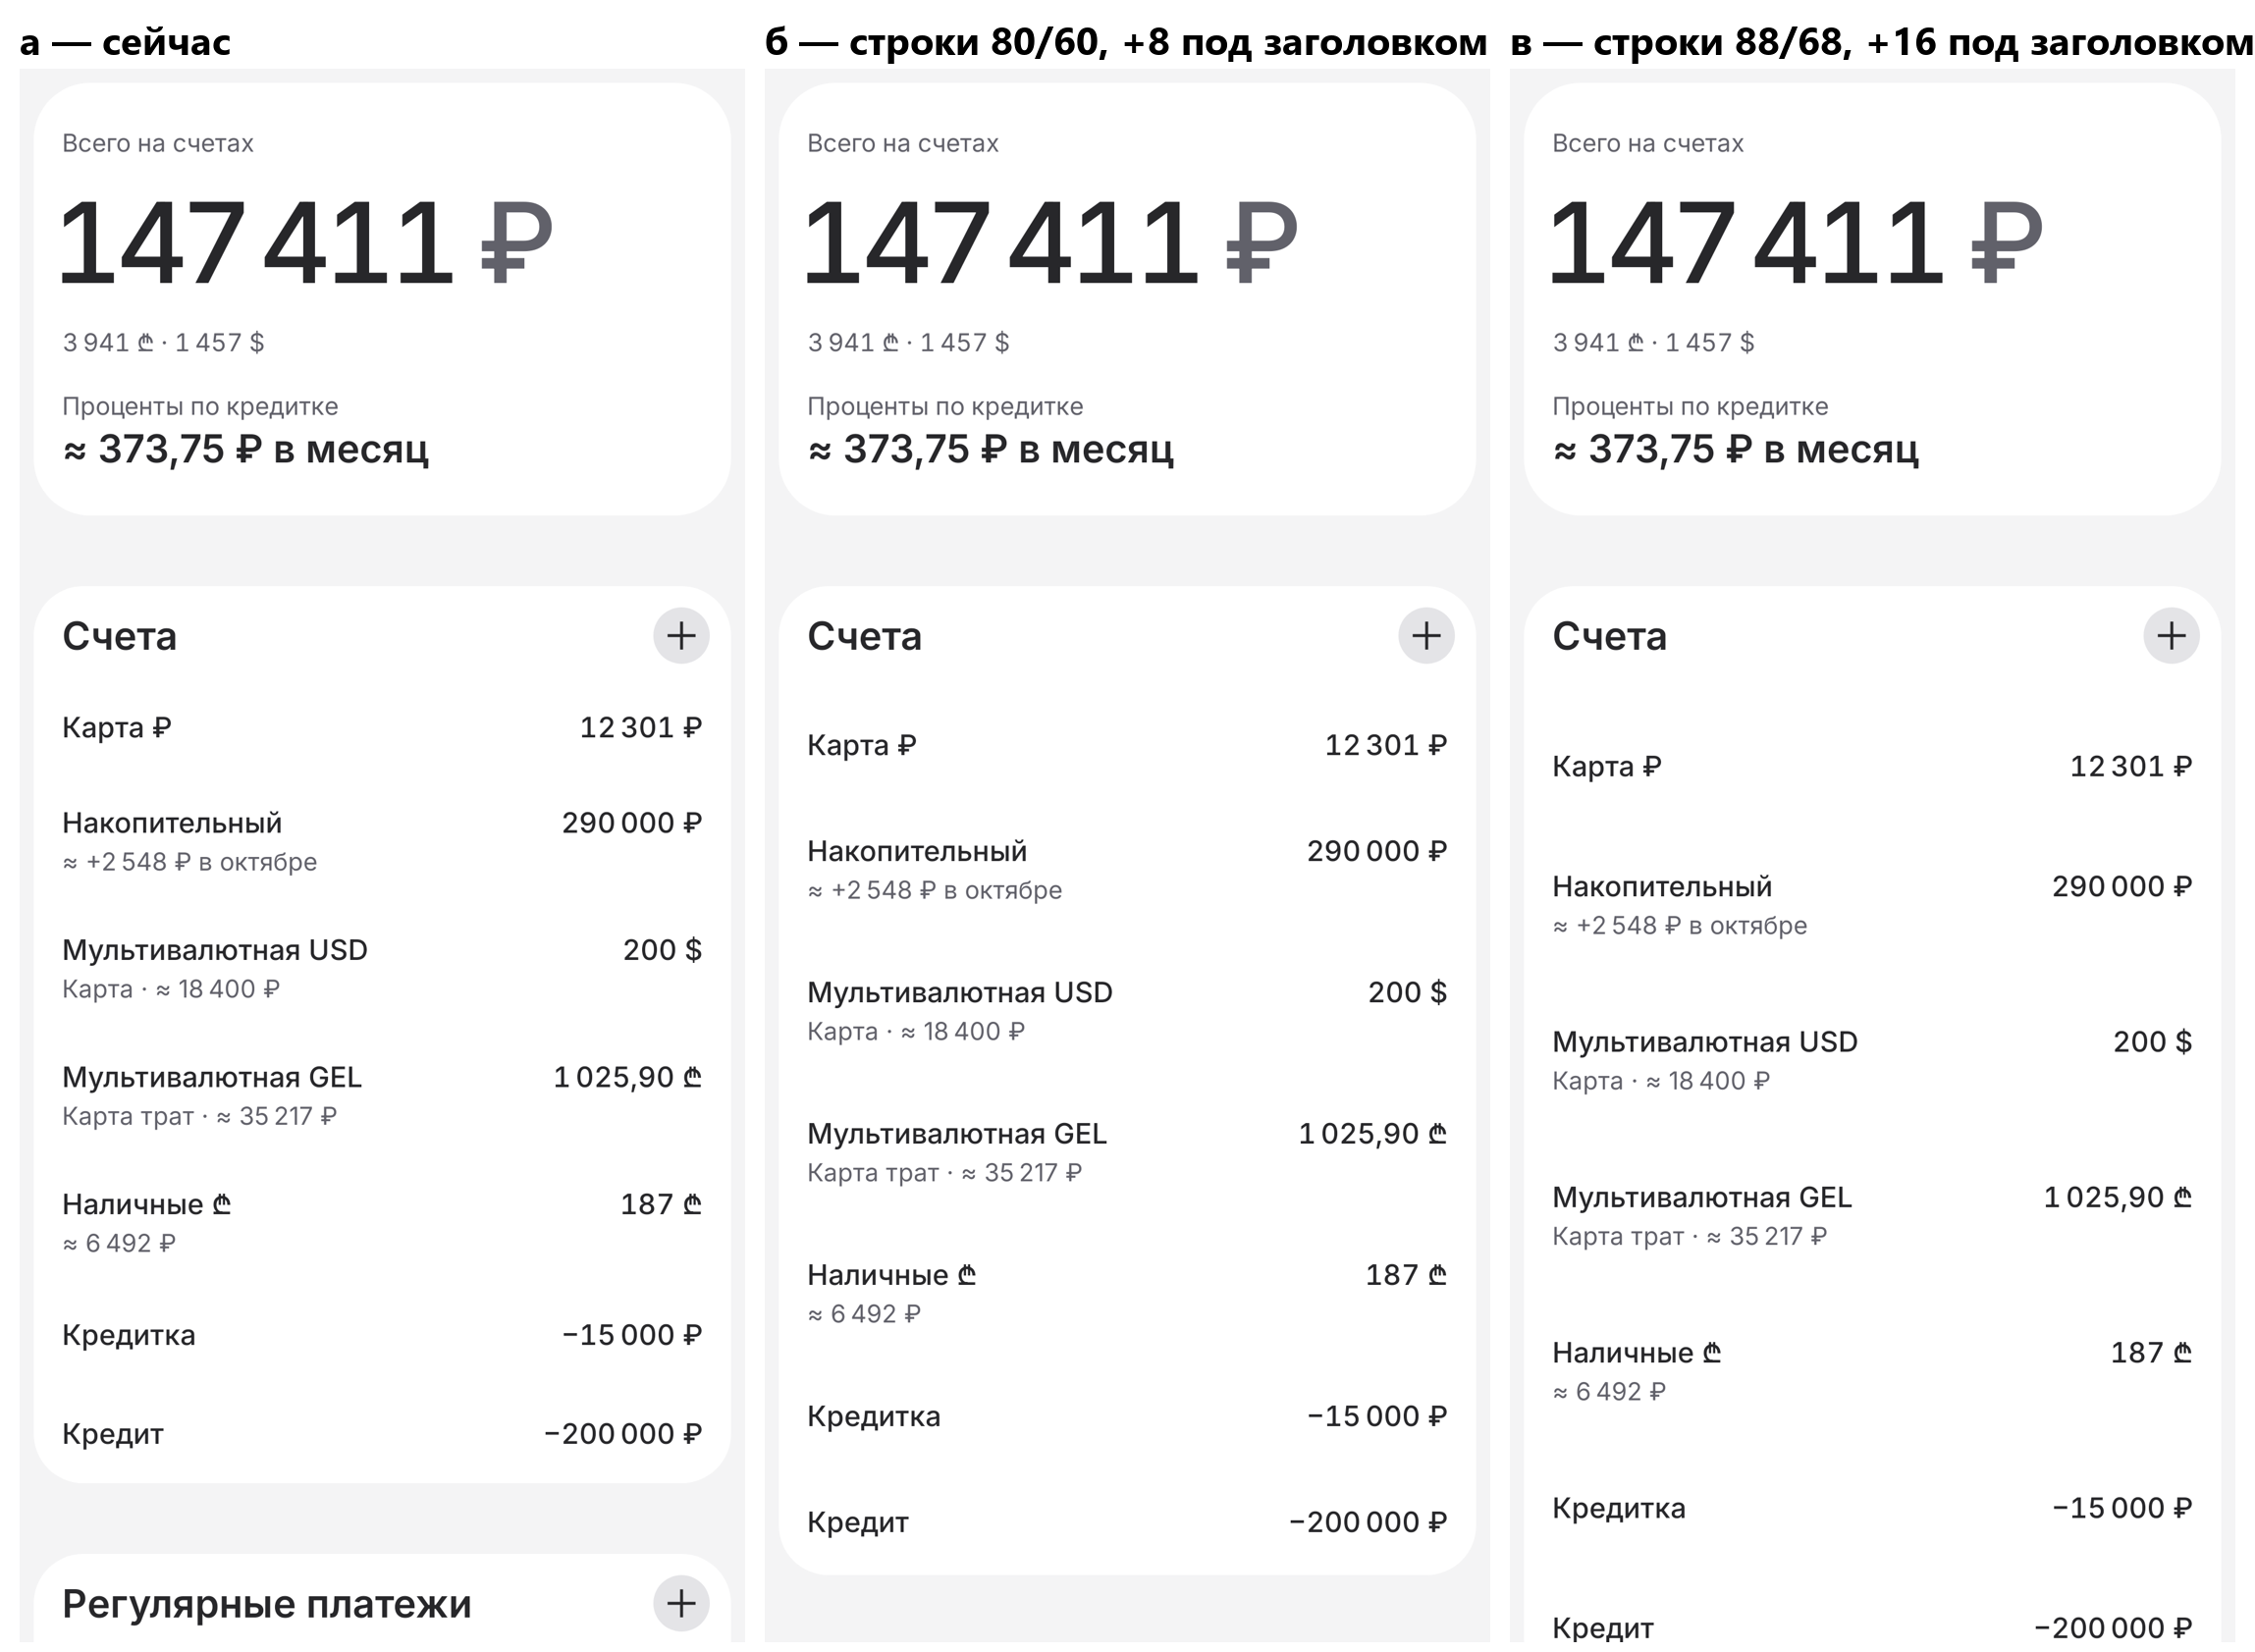 а — сейчас
Всего на счетах
147 411 ₽
3 941 ₾ · 1 457 $
Проценты по кредитке
≈ 373,75 ₽ в месяц
Счета
Карта ₽ 12 301 ₽
Накопительный 290 000 ₽
≈ +2 548 ₽ в октябре
Мультивалютная USD 200 $
Карта · ≈ 18 400 ₽
Мультивалютная GEL 1 025,90 ₾
Карта трат · ≈ 35 217 ₽
Наличные ₾ 187 ₾
≈ 6 492 ₽
Кредитка −15 000 ₽
Кредит −200 000 ₽
Регулярные платежи
б — строки 80/60, +8 под заголовком
Всего на счетах
147 411 ₽
3 941 ₾ · 1 457 $
Проценты по кредитке
≈ 373,75 ₽ в месяц
Счета
Карта ₽ 12 301 ₽
Накопительный 290 000 ₽
≈ +2 548 ₽ в октябре
Мультивалютная USD 200 $
Карта · ≈ 18 400 ₽
Мультивалютная GEL 1 025,90 ₾
Карта трат · ≈ 35 217 ₽
Наличные ₾ 187 ₾
≈ 6 492 ₽
Кредитка −15 000 ₽
Кредит −200 000 ₽
в — строки 88/68, +16 под заголовком
Всего на счетах
147 411 ₽
3 941 ₾ · 1 457 $
Проценты по кредитке
≈ 373,75 ₽ в месяц
Счета
Карта ₽ 12 301 ₽
Накопительный 290 000 ₽
≈ +2 548 ₽ в октябре
Мультивалютная USD 200 $
Карта · ≈ 18 400 ₽
Мультивалютная GEL 1 025,90 ₾
Карта трат · ≈ 35 217 ₽
Наличные ₾ 187 ₾
≈ 6 492 ₽
Кредитка −15 000 ₽
Кредит −200 000 ₽